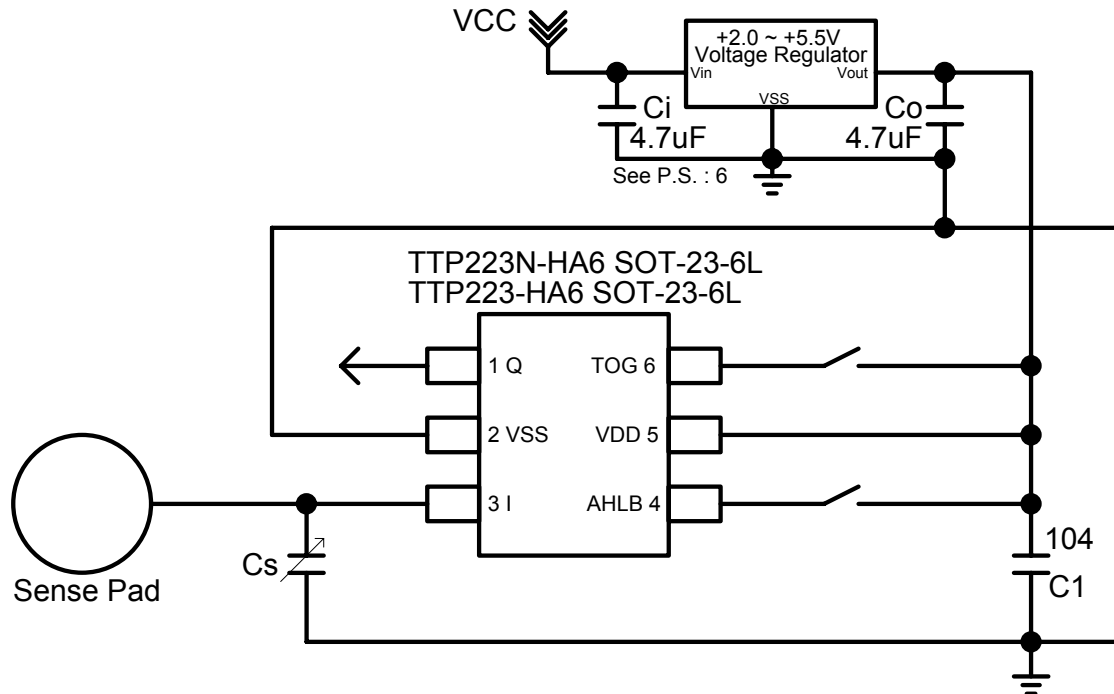 VCC
+2.0 ~ +5.5V
Voltage Regulator
Vin
Vout
VSS
Ci
4.7uF
Co
4.7uF
See P.S. : 6
TTP223N-HA6 SOT-23-6L
TTP223-HA6 SOT-23-6L
1 Q
TOG 6
2 VSS
VDD 5
3 I
AHLB 4
Cs
Sense Pad
104
C1